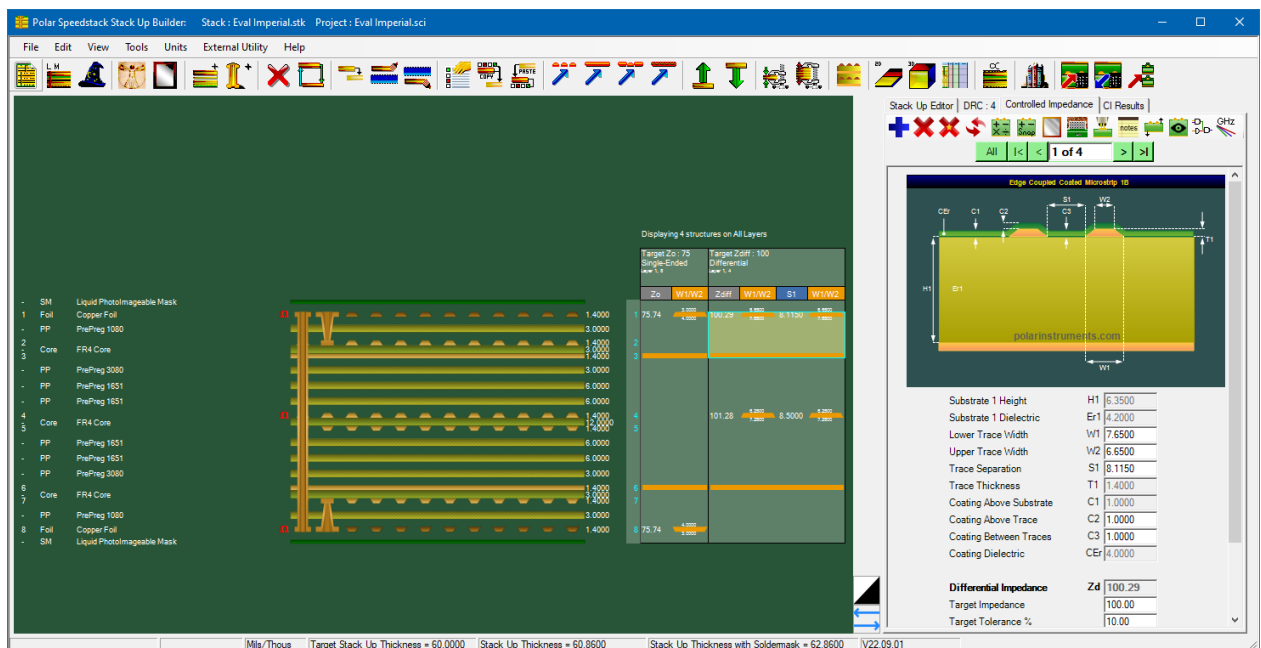 Polar Speedstack Stack Up Builder: Stack : Eval Imperial.stk Project : Eval Imperial.sci
File Edit View Tools Units External Utility Help
Stack Up Editor DRC : 4 Controlled Impedance CI Results
All |< < 1 of 4 > >|
Edge Coupled Coated Microstrip 1B
S1 W2
CEr C1 C2 C3
T1
H1 Er1
polarinstruments.com
W1
Displaying 4 structures on All Layers
Target Zo : 75 Target Zdiff : 100
Single-Ended Differential
Zo W1/W2 Zdiff W1/W2 S1 W1/W2
- SM Liquid PhotoImageable Mask
1 Foil Copper Foil 1.4000 1 75.74 100.29 8.1150
- PP PrePreg 1080 3.0000
2 1.4000 2
- Core FR4 Core 3.0000
3 1.4000 3
- PP PrePreg 3080 3.0000
- PP PrePreg 1651 6.0000
- PP PrePreg 1651 6.0000
4 1.4000 4 101.28 8.5000
- Core FR4 Core 12.0000
5 1.4000 5
- PP PrePreg 1651 6.0000
- PP PrePreg 1651 6.0000
- PP PrePreg 3080 3.0000
6 1.4000 6
- Core FR4 Core 3.0000
7 1.4000 7
- PP PrePreg 1080 3.0000
8 Foil Copper Foil 1.4000 8 75.74
- SM Liquid PhotoImageable Mask
Substrate 1 Height H1 6.3500
Substrate 1 Dielectric Er1 4.2000
Lower Trace Width W1 7.6500
Upper Trace Width W2 6.6500
Trace Separation S1 8.1150
Trace Thickness T1 1.4000
Coating Above Substrate C1 1.0000
Coating Above Trace C2 1.0000
Coating Between Traces C3 1.0000
Coating Dielectric CEr 4.0000
Differential Impedance Zd 100.29
Target Impedance 100.00
Target Tolerance % 10.00
Mils/Thous Target Stack Up Thickness = 60.0000 Stack Up Thickness = 60.8600 Stack Up Thickness with Soldermask = 62.8600 V22.09.01